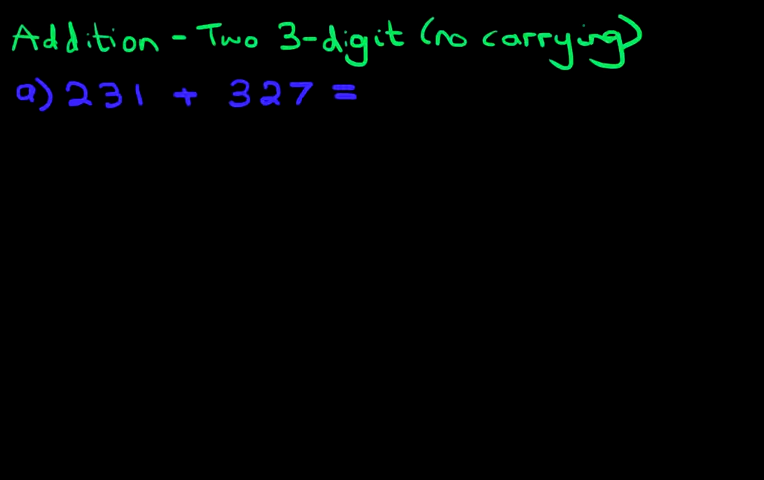 Addition - Two 3-digit (no carrying)
a) 231 + 327 =